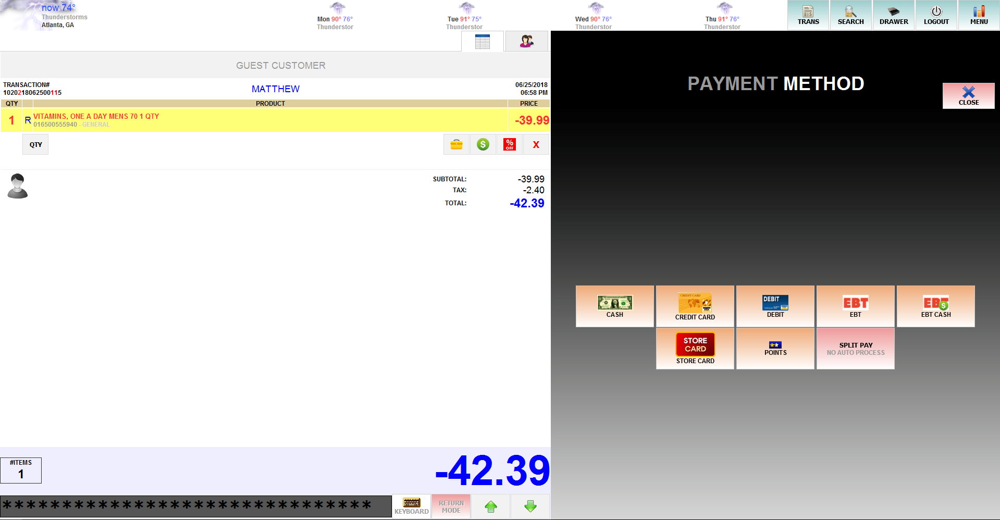 now 74°
Thunderstorms
Atlanta, GA
Mon 90° 76°
Thunderstor
Tue 91° 75°
Thunderstor
Wed 90° 76°
Thunderstor
Thu 91° 76°
Thunderstor
TRANS
SEARCH
DRAWER
LOGOUT
MENU
GUEST CUSTOMER
TRANSACTION#
10202180625001​15
MATTHEW
06/25/2018
06:58 PM
QTY PRODUCT PRICE
1 R VITAMINS, ONE A DAY MENS 70 1 QTY -39.99
016500555940 - GENERAL
QTY
$
% OFF
X
SUBTOTAL: -39.99
TAX: -2.40
TOTAL: -42.39
#ITEMS
1
-42.39
*******************************
KEYBOARD
RETURN MODE
PAYMENT METHOD
CLOSE
CASH
CREDIT CARD
CREDIT CARD
DEBIT
DEBIT
EBT
EBT
EBT $
EBT CASH
STORE CARD
STORE CARD
POINTS
SPLIT PAY
NO AUTO PROCESS